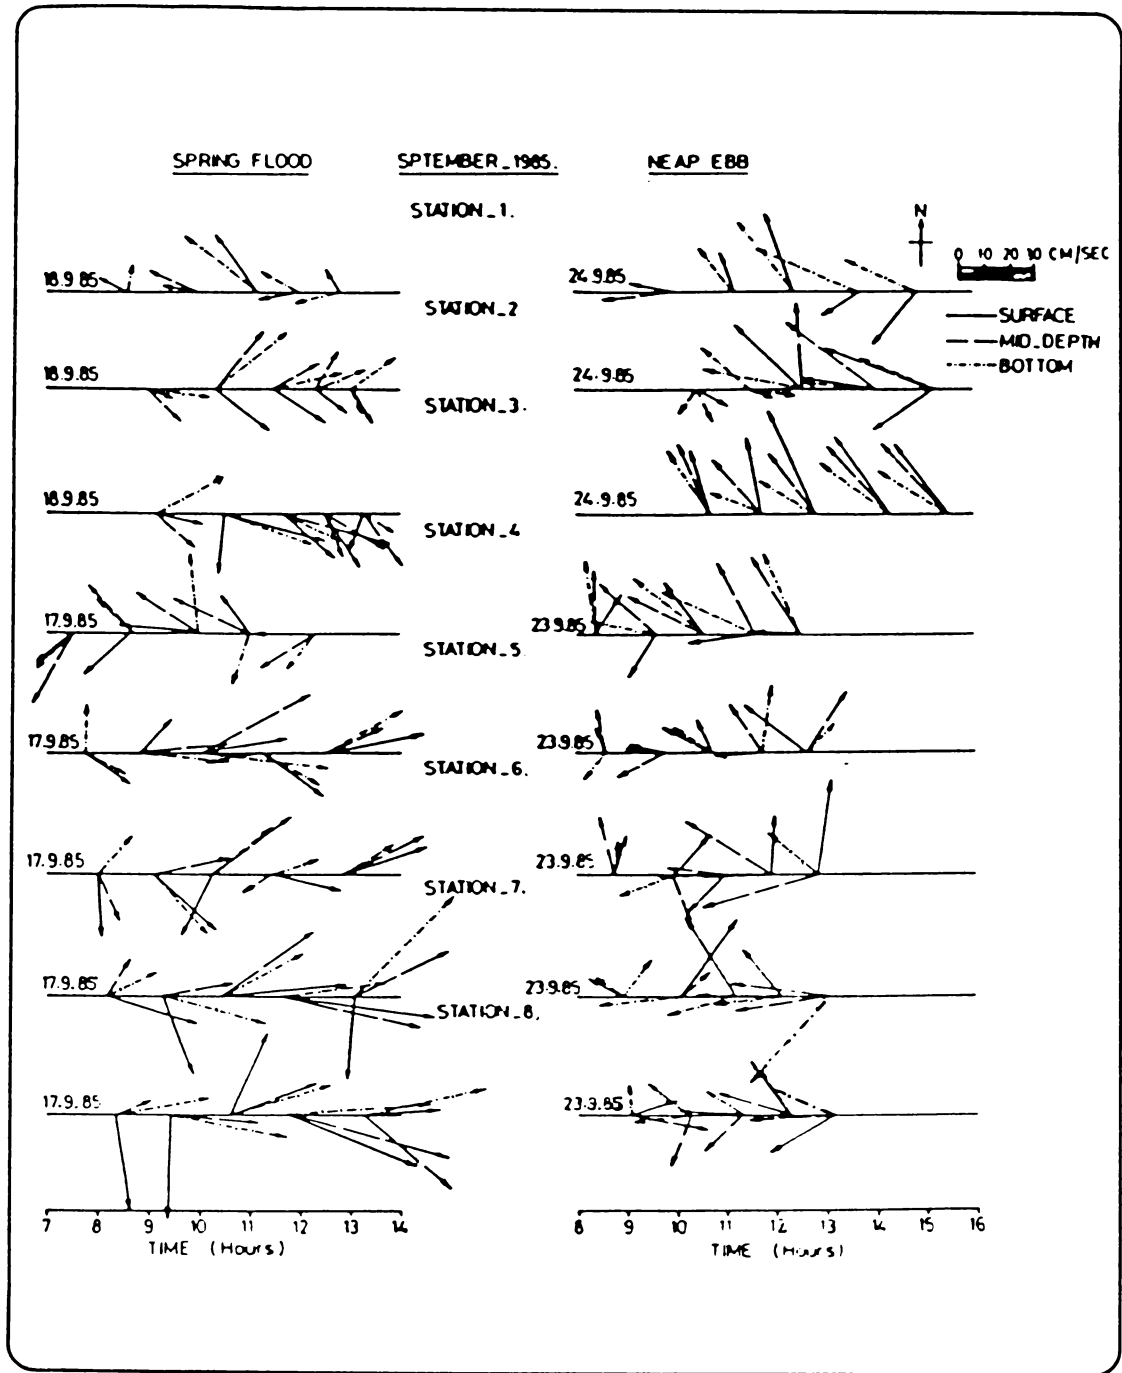 SPRING FLOOD SPTEMBER_1985. NEAP EBB
STATION_1.
N
0 10 20 30 CM/SEC
18.9.85 24.9.85
STATION_2
SURFACE
MID_DEPTH
BOTTOM
18.9.85 24.9.85
STATION_3.
18.9.85 24.9.85
STATION_4
17.9.85 23.9.85
STATION_5
17.9.85 23.9.85
STATION_6.
17.9.85 23.9.85
STATION_7.
17.9.85 23.9.85
STATION_8,
17.9.85 23.9.85
7 8 9 10 11 12 13 14 8 9 10 11 12 13 14 15 16
TIME (Hours) TIME (Hours)